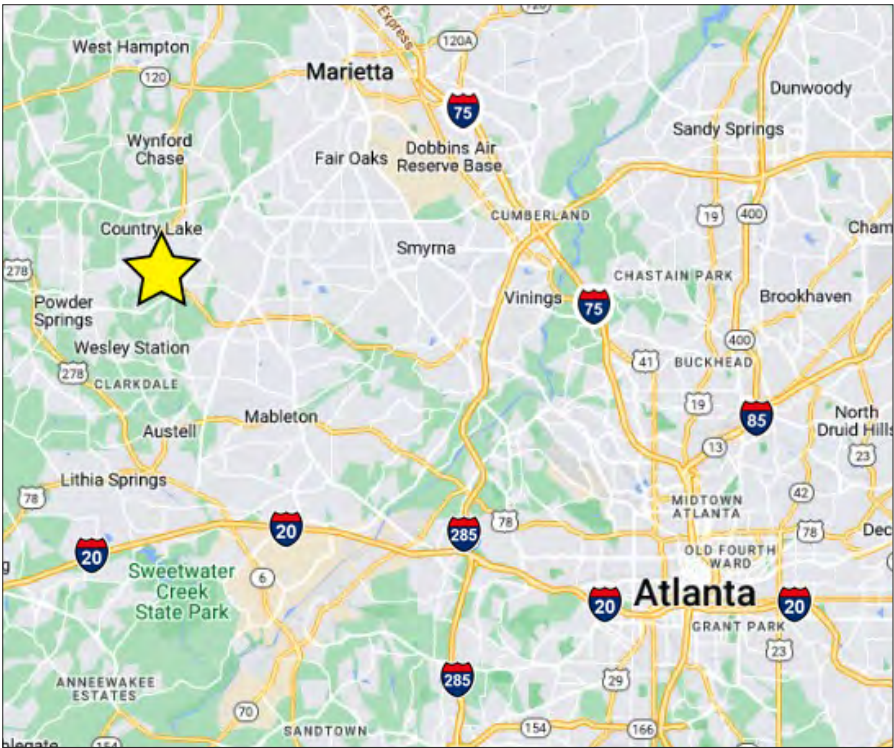 Express
120
120A
West Hampton
120
Marietta
Dunwoody
75
Sandy Springs
Wynford
Chase
Fair Oaks
Dobbins Air
Reserve Base
CUMBERLAND
19
400
Country Lake
Cham
Smyrna
278
CHASTAIN PARK
Powder
Springs
Vinings
75
Brookhaven
Wesley Station
400
41
BUCKHEAD
278
CLARKDALE
19
85
Mableton
North
Druid Hills
Austell
13
23
Lithia Springs
78
42
MIDTOWN
ATLANTA
78
20
285
78
Dec
20
OLD FOURTH
WARD
Sweetwater
Creek
State Park
6
Atlanta
20
20
GRANT PARK
23
285
29
ANNEEWAKEE
ESTATES
70
SANDTOWN
154
166
154